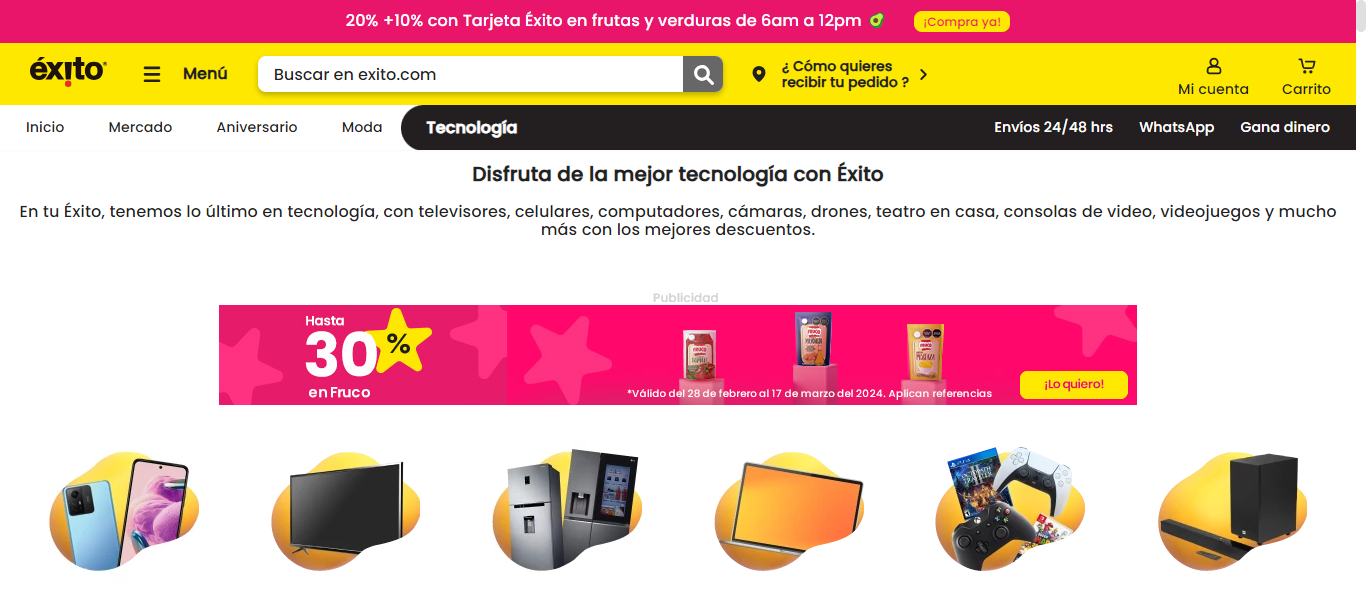 20% +10% con Tarjeta Éxito en frutas y verduras de 6am a 12pm
¡Compra ya!
éxito
Menú
Buscar en exito.com
¿ Cómo quieres
recibir tu pedido ?
Mi cuenta
Carrito
Inicio
Mercado
Aniversario
Moda
Tecnología
Envíos 24/48 hrs
WhatsApp
Gana dinero
Disfruta de la mejor tecnología con Éxito
En tu Éxito, tenemos lo último en tecnología, con televisores, celulares, computadores, cámaras, drones, teatro en casa, consolas de video, videojuegos y mucho
más con los mejores descuentos.
Publicidad
Hasta
30%
en Fruco
FRUCO
FRUCO
FRUCO
*Válido del 28 de febrero al 17 de marzo del 2024. Aplican referencias
¡Lo quiero!